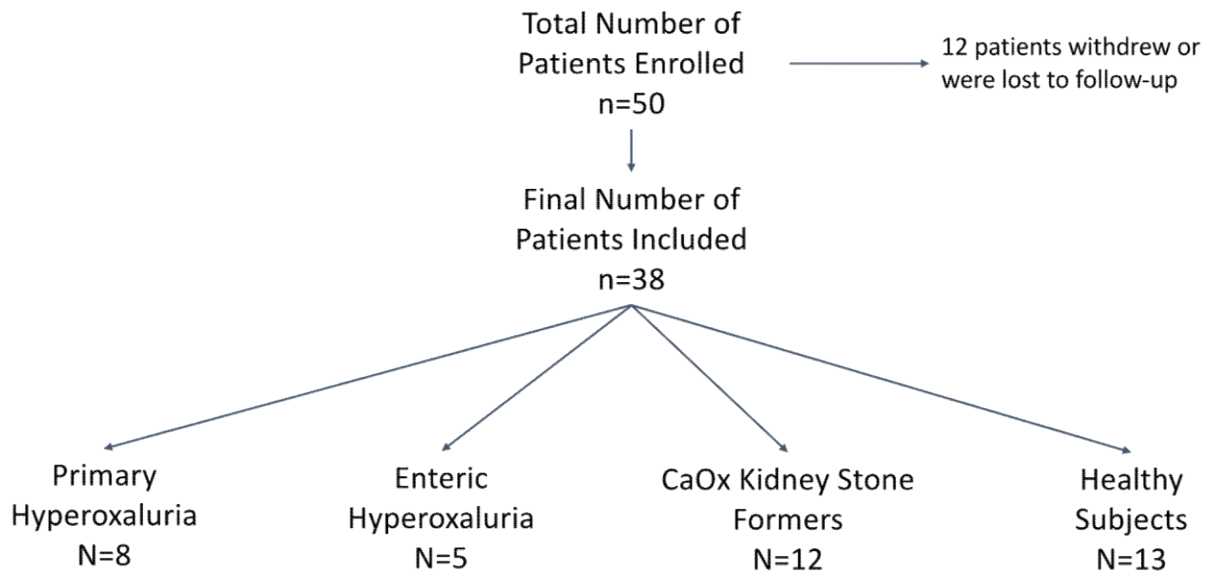 Total Number of
Patients Enrolled
n=50
12 patients withdrew or
were lost to follow-up
Final Number of
Patients Included
n=38
Primary
Hyperoxaluria
N=8
Enteric
Hyperoxaluria
N=5
CaOx Kidney Stone
Formers
N=12
Healthy
Subjects
N=13